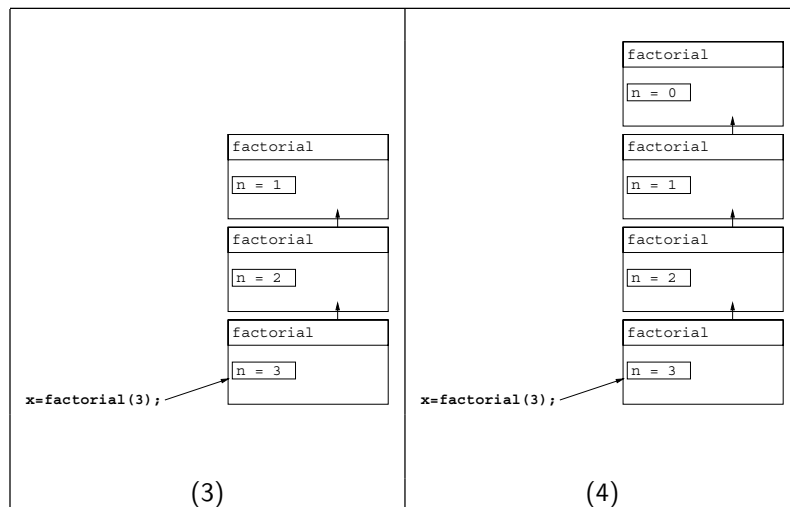 factorial
n = 1
factorial
n = 2
factorial
n = 3
x=factorial(3);
(3)
factorial
n = 0
factorial
n = 1
factorial
n = 2
factorial
n = 3
x=factorial(3);
(4)